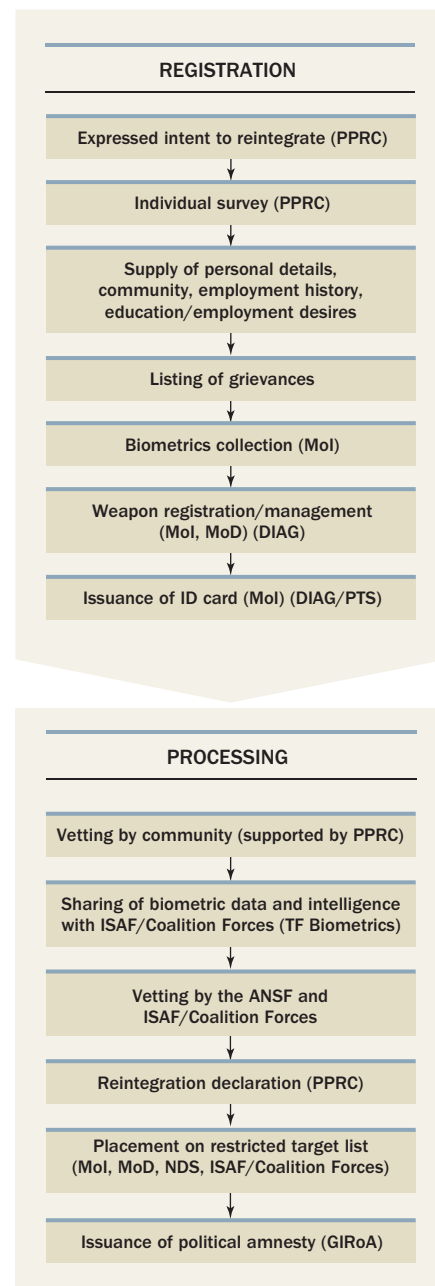 REGISTRATION
Expressed intent to reintegrate (PPRC)
Individual survey (PPRC)
Supply of personal details,
community, employment history,
education/employment desires
Listing of grievances
Biometrics collection (MoI)
Weapon registration/management
(MoI, MoD) (DIAG)
Issuance of ID card (MoI) (DIAG/PTS)
PROCESSING
Vetting by community (supported by PPRC)
Sharing of biometric data and intelligence
with ISAF/Coalition Forces (TF Biometrics)
Vetting by the ANSF and
ISAF/Coalition Forces
Reintegration declaration (PPRC)
Placement on restricted target list
(MoI, MoD, NDS, ISAF/Coalition Forces)
Issuance of political amnesty (GIRoA)